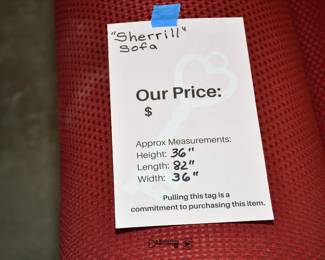 "Sherrill"
Sofa
Our Price:
$
Approx Measurements:
Height: 36"
Length: 82"
Width: 36"
Pulling this tag is a
commitment to purchasing this item.